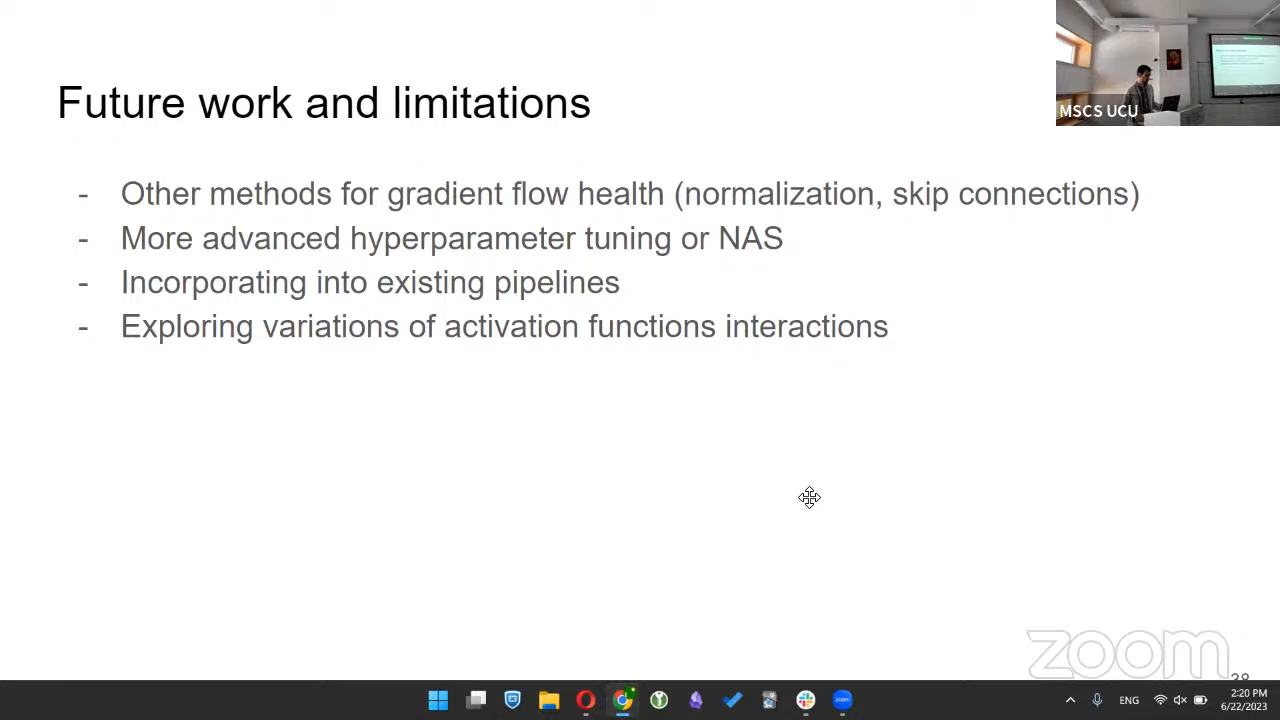 Future work and limitations
- Other methods for gradient flow health (normalization, skip connections)
- More advanced hyperparameter tuning or NAS
- Incorporating into existing pipelines
- Exploring variations of activation functions interactions
MSCS UCU
zoom
ENG
2:20 PM
6/22/2023